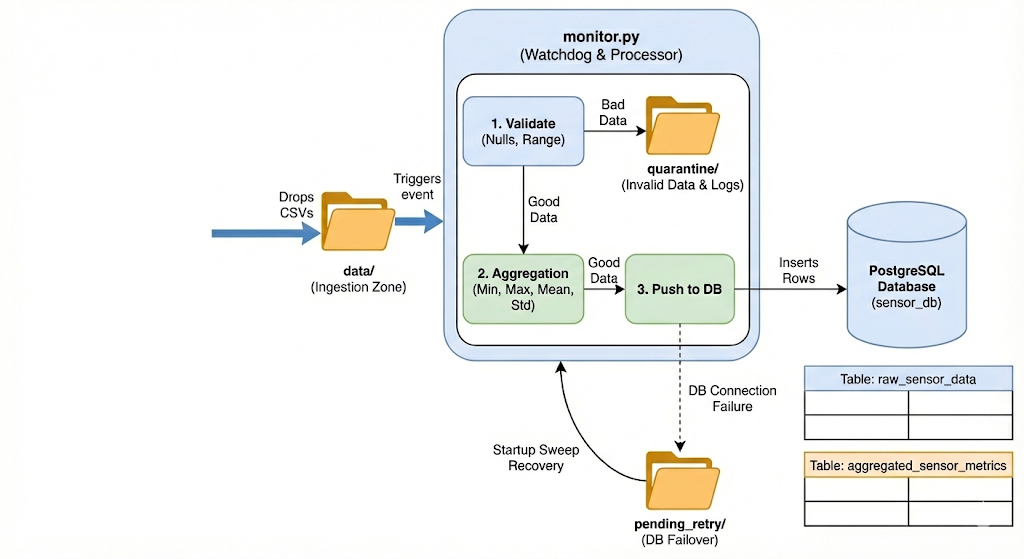 monitor.py
(Watchdog & Processor)
1. Validate
(Nulls, Range)
Bad
Data
quarantine/
(Invalid Data & Logs)
Drops
CSVs
Triggers
event
data/
(Ingestion Zone)
Good
Data
2. Aggregation
(Min, Max, Mean,
Std)
Good
Data
3. Push to DB
Inserts
Rows
PostgreSQL
Database
(sensor_db)
DB Connection
Failure
Startup Sweep
Recovery
pending_retry/
(DB Failover)
Table: raw_sensor_data
Table: aggregated_sensor_metrics